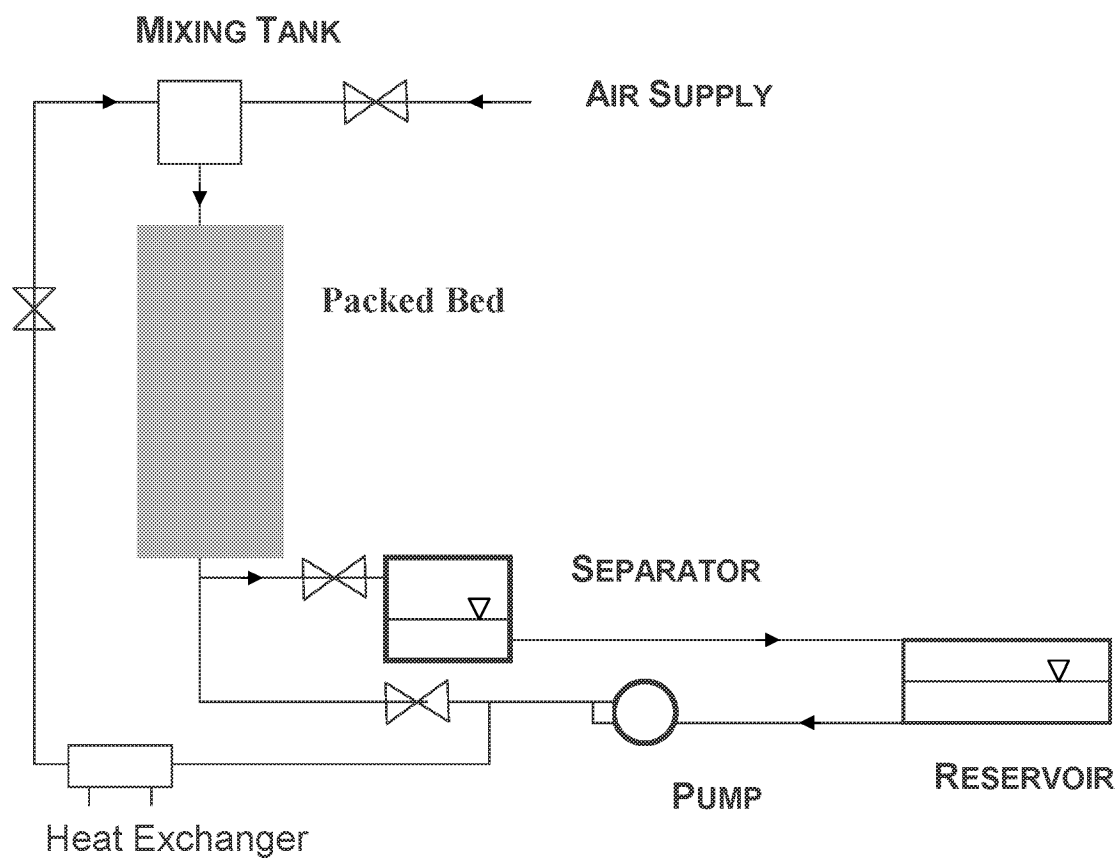 MIXING TANK
AIR SUPPLY
Packed Bed
SEPARATOR
RESERVOIR
PUMP
Heat Exchanger